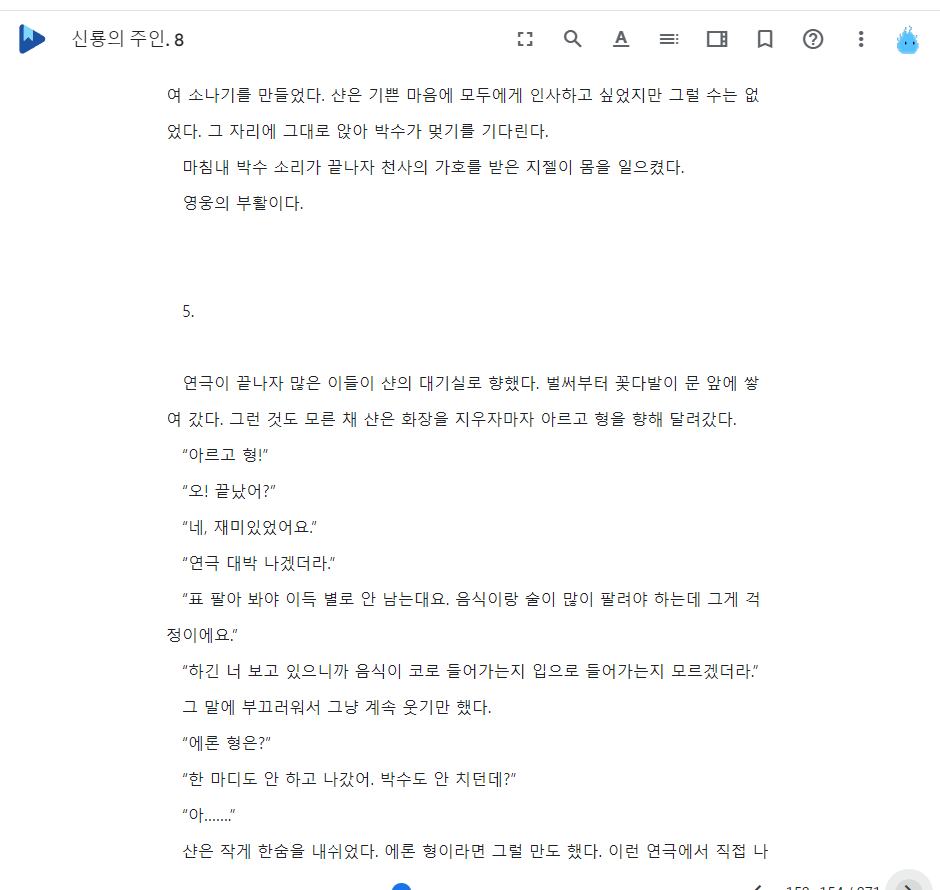 신룡의 주인. 8
여 소나기를 만들었다. 샨은 기쁜 마음에 모두에게 인사하고 싶었지만 그럴 수는 없
었다. 그 자리에 그대로 앉아 박수가 멎기를 기다린다.
마침내 박수 소리가 끝나자 천사의 가호를 받은 지젤이 몸을 일으켰다.
영웅의 부활이다.
5.
연극이 끝나자 많은 이들이 샨의 대기실로 향했다. 벌써부터 꽃다발이 문 앞에 쌓
여 갔다. 그런 것도 모른 채 샨은 화장을 지우자마자 아르고 형을 향해 달려갔다.
“아르고 형!”
“오! 끝났어?”
“네, 재미있었어요.”
“연극 대박 나겠더라.”
“표 팔아 봐야 이득 별로 안 남는대요. 음식이랑 술이 많이 팔려야 하는데 그게 걱
정이에요.”
“하긴 너 보고 있으니까 음식이 코로 들어가는지 입으로 들어가는지 모르겠더라.”
그 말에 부끄러워서 그냥 계속 웃기만 했다.
“에론 형은?”
“한 마디도 안 하고 나갔어. 박수도 안 치던데?”
“아…….”
샨은 작게 한숨을 내쉬었다. 에론 형이라면 그럴 만도 했다. 이런 연극에서 직접 나